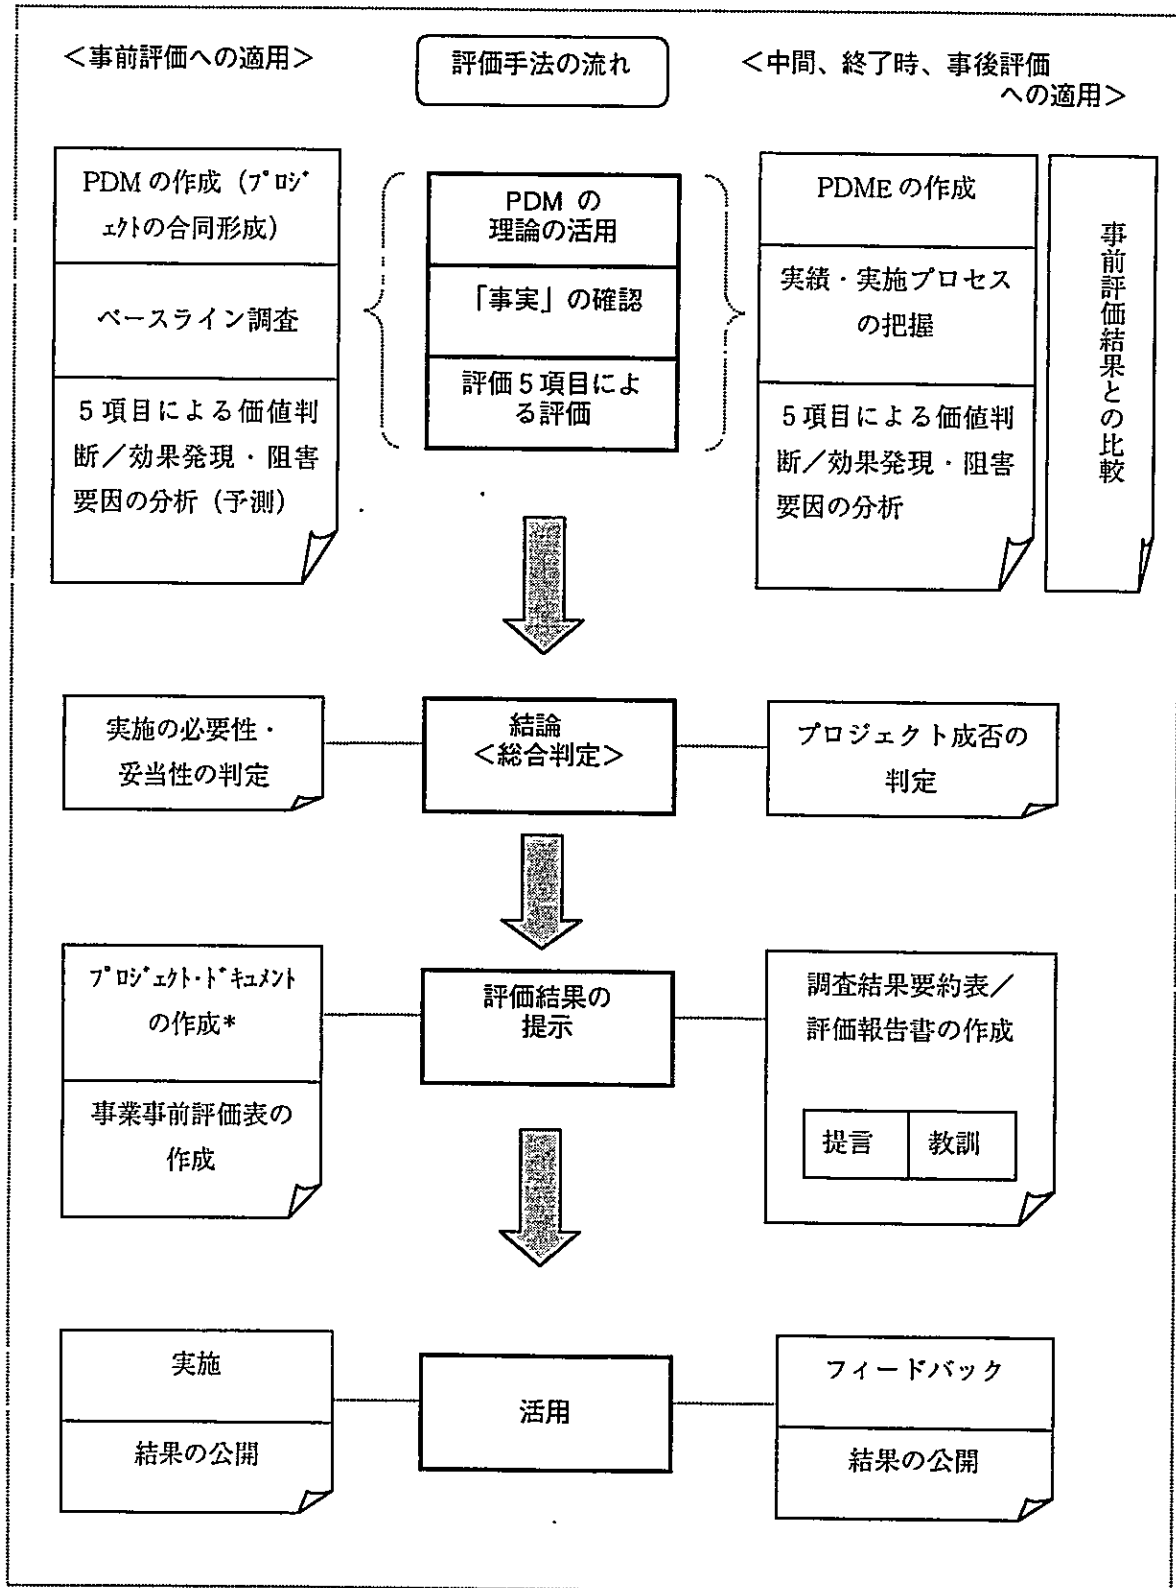 ＜事前評価への適用＞
評価手法の流れ
＜中間、終了時、事後評価
への適用＞
PDM の作成（ﾌﾟﾛｼﾞ
ｪｸﾄの合同形成）
ベースライン調査
5 項目による価値判
断／効果発現・阻害
要因の分析（予測）
PDM の
理論の活用
「事実」の確認
評価 5 項目によ
る評価
PDME の作成
実績・実施プロセス
の把握
5 項目による価値判
断／効果発現・阻害
要因の分析
事前評価結果との比較
実施の必要性・
妥当性の判定
結論
＜総合判定＞
プロジェクト成否の
判定
ﾌﾟﾛｼﾞｪｸﾄ・ﾄﾞｷｭﾒﾝﾄ
の作成*
事業事前評価表の
作成
評価結果の
提示
調査結果要約表／
評価報告書の作成
提言
教訓
実施
結果の公開
活用
フィードバック
結果の公開